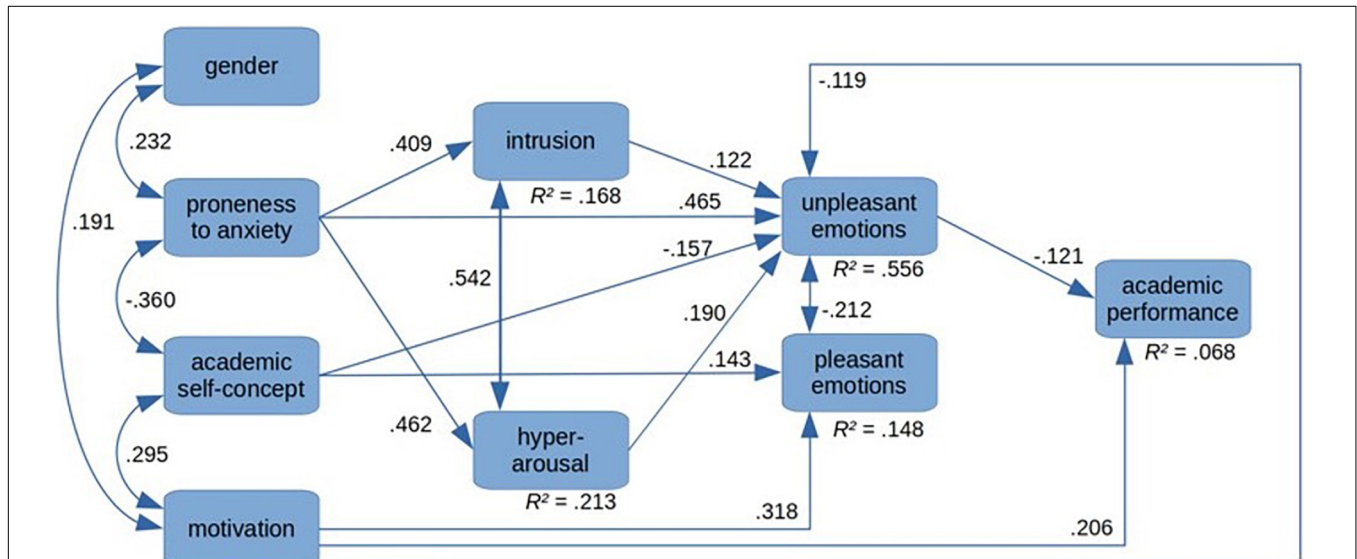 gender
-.119
.232
.409
intrusion
.122
R² = .168
.465
proneness
to anxiety
unpleasant
emotions
.191
-.157
R² = .556
-.121
.542
-.360
.190
-.212
academic
performance
R² = .068
academic
self-concept
.143
pleasant
emotions
R² = .148
.462
hyper-
arousal
R² = .213
.295
motivation
.318
.206